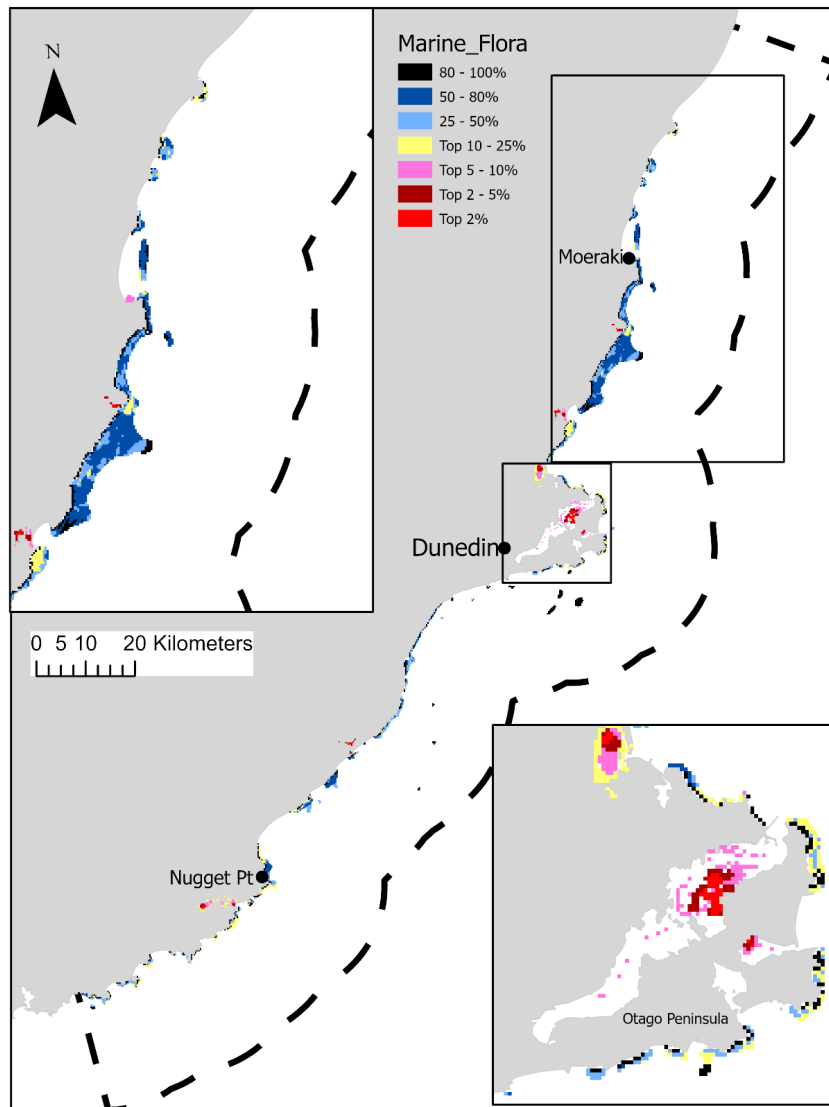 N
Marine_Flora
80 - 100%
50 - 80%
25 - 50%
Top 10 - 25%
Top 5 - 10%
Top 2 - 5%
Top 2%
Moeraki
Dunedin
0 5 10 20 Kilometers
Nugget Pt
Otago Peninsula